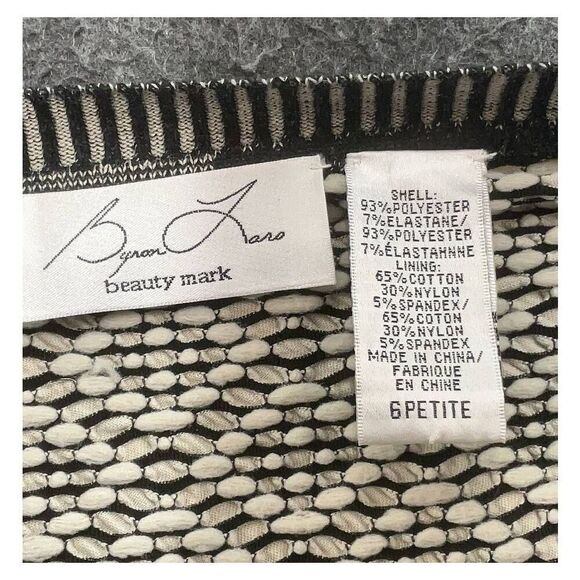 Byron Lars
beauty mark
SHELL:
93%POLYESTER
7%ELASTANE/
93%POLYESTER
7%ÉLASTAHNNE
LINING:
65%COTTON
30%NYLON
5%SPANDEX/
65%COTON
30%NYLON
5%SPANDEX
MADE IN CHINA/
FABRIQUE
EN CHINE
6PETITE